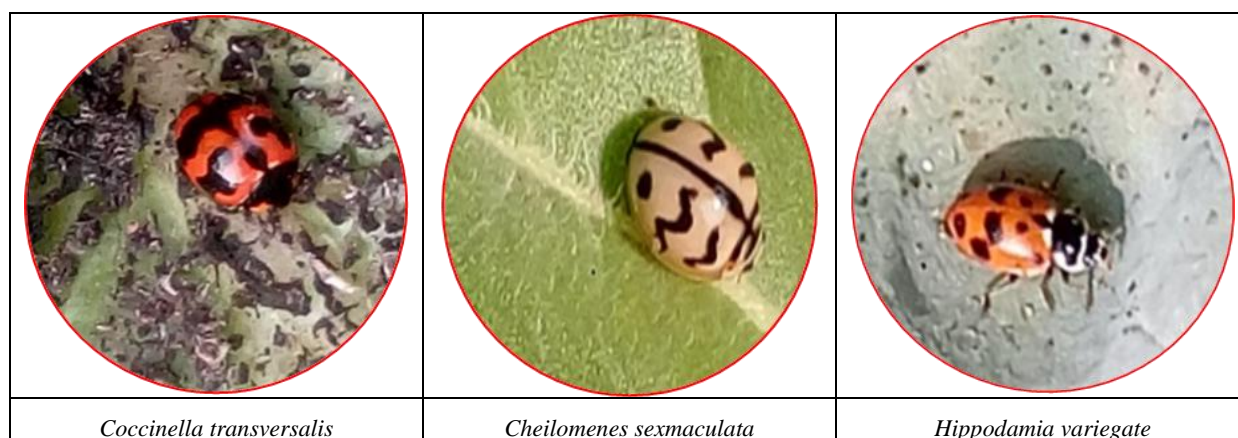 Coccinella transversalis
Cheilomenes sexmaculata
Hippodamia variegate